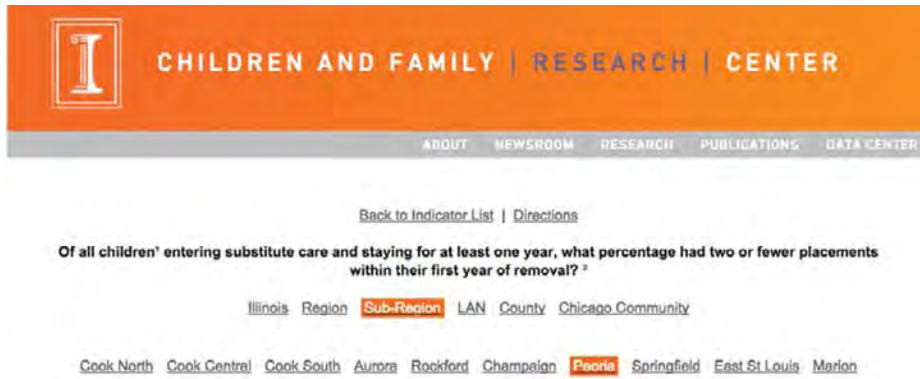 I
CHILDREN AND FAMILY | RESEARCH | CENTER
ABOUT NEWSROOM RESEARCH PUBLICATIONS DATA CENTER
Back to Indicator List | Directions
Of all children¹ entering substitute care and staying for at least one year, what percentage had two or fewer placements
within their first year of removal? ²
Illinois Region Sub-Region LAN County Chicago Community
Cook North Cook Central Cook South Aurora Rockford Champaign Peoria Springfield East St Louis Marion